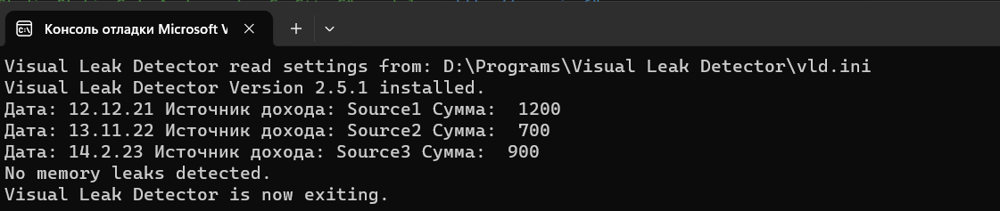 Консоль отладки Microsoft V
Visual Leak Detector read settings from: D:\Programs\Visual Leak Detector\vld.ini
Visual Leak Detector Version 2.5.1 installed.
Дата: 12.12.21 Источник дохода: Source1 Сумма:  1200
Дата: 13.11.22 Источник дохода: Source2 Сумма:  700
Дата: 14.2.23 Источник дохода: Source3 Сумма:  900
No memory leaks detected.
Visual Leak Detector is now exiting.